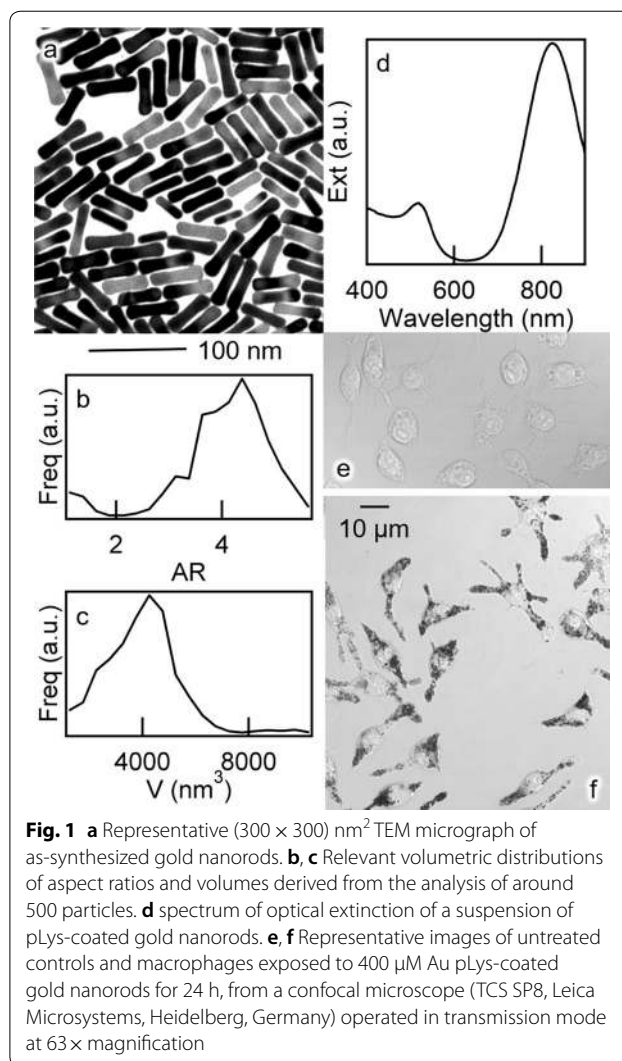 a
100 nm
d
Ext (a.u.)
400 600 800
Wavelength (nm)
b
Freq (a.u.)
2 4
AR
c
Freq (a.u.)
4000 8000
V (nm³)
e
10 µm
f
Fig. 1 a Representative (300 × 300) nm² TEM micrograph of
as-synthesized gold nanorods. b, c Relevant volumetric distributions
of aspect ratios and volumes derived from the analysis of around
500 particles. d spectrum of optical extinction of a suspension of
pLys-coated gold nanorods. e, f Representative images of untreated
controls and macrophages exposed to 400 µM Au pLys-coated
gold nanorods for 24 h, from a confocal microscope (TCS SP8, Leica
Microsystems, Heidelberg, Germany) operated in transmission mode
at 63× magnification